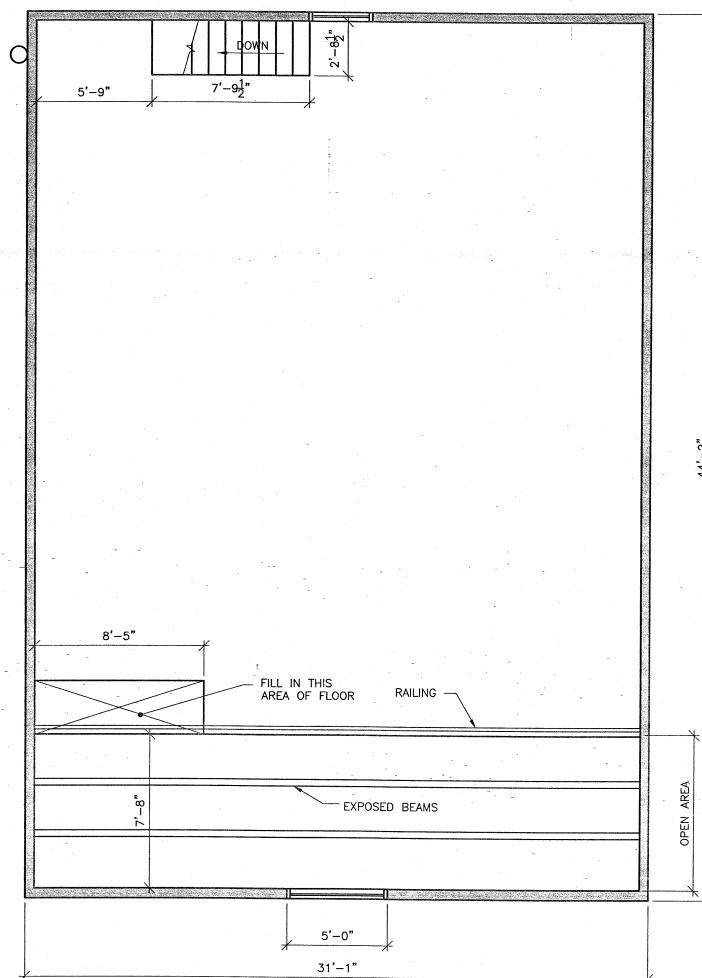 DOWN
2'-8½"
5'-9"
7'-9½"
8'-5"
FILL IN THIS
AREA OF FLOOR
RAILING
7'-8"
EXPOSED BEAMS
OPEN AREA
5'-0"
31'-1"